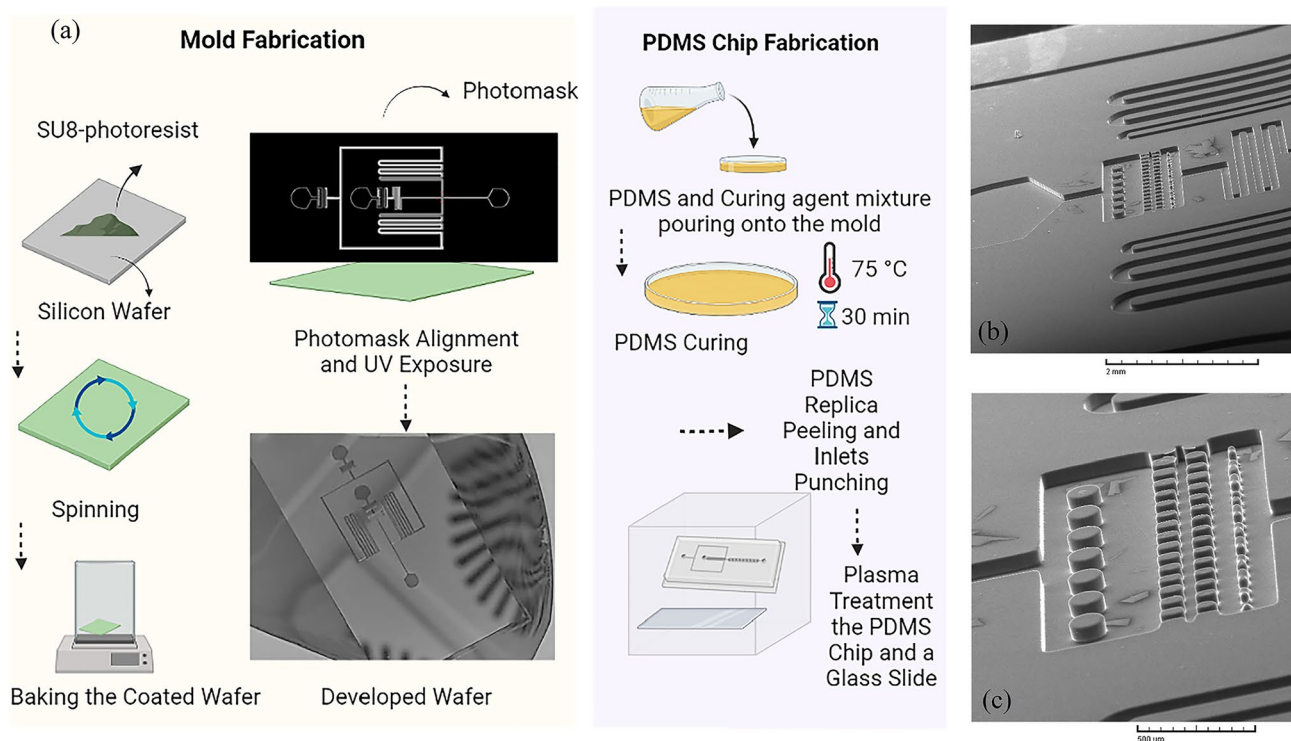 (a)
Mold Fabrication
Photomask
SU8-photoresist
Silicon Wafer
Photomask Alignment
and UV Exposure
Spinning
Baking the Coated Wafer
Developed Wafer
PDMS Chip Fabrication
PDMS and Curing agent mixture
pouring onto the mold
75 °C
30 min
PDMS Curing
PDMS
Replica
Peeling and
Inlets
Punching
Plasma
Treatment
the PDMS
Chip and a
Glass Slide
(b)
2 mm
(c)
500 um